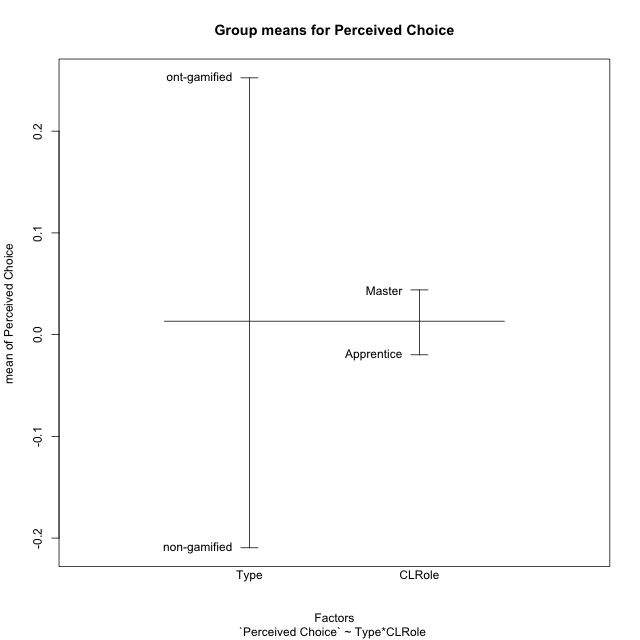 Group means for Perceived Choice
ont-gamified
0.2
0.1
mean of Perceived Choice
Master
0.0
Apprentice
-0.1
-0.2
non-gamified
Type
CLRole
Factors
`Perceived Choice` ~ Type*CLRole